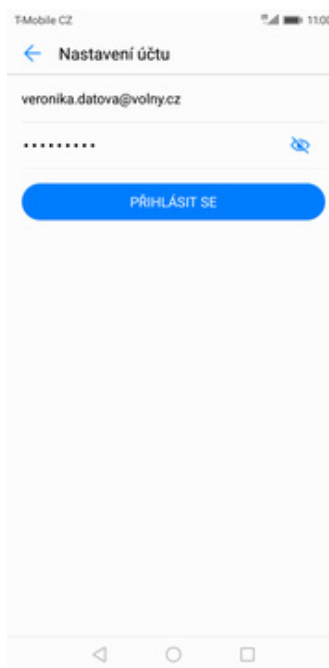 T-Mobile CZ 11:00
Nastavení účtu
veronika.datova@volny.cz
•••••••••
PŘIHLÁSIT SE